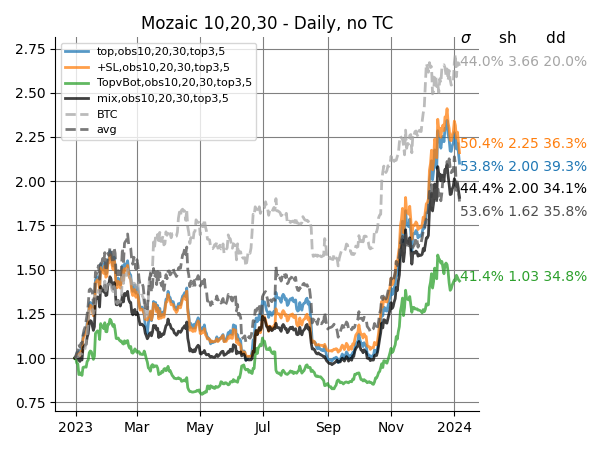 Mozaic 10,20,30 - Daily, no TC
σ sh dd
top,obs10,20,30,top3,5
+SL,obs10,20,30,top3,5
TopvBot,obs10,20,30,top3,5
mix,obs10,20,30,top3,5
BTC
avg
44.0% 3.66 20.0%
50.4% 2.25 36.3%
53.8% 2.00 39.3%
44.4% 2.00 34.1%
53.6% 1.62 35.8%
41.4% 1.03 34.8%
2.75
2.50
2.25
2.00
1.75
1.50
1.25
1.00
0.75
2023 Mar May Jul Sep Nov 2024